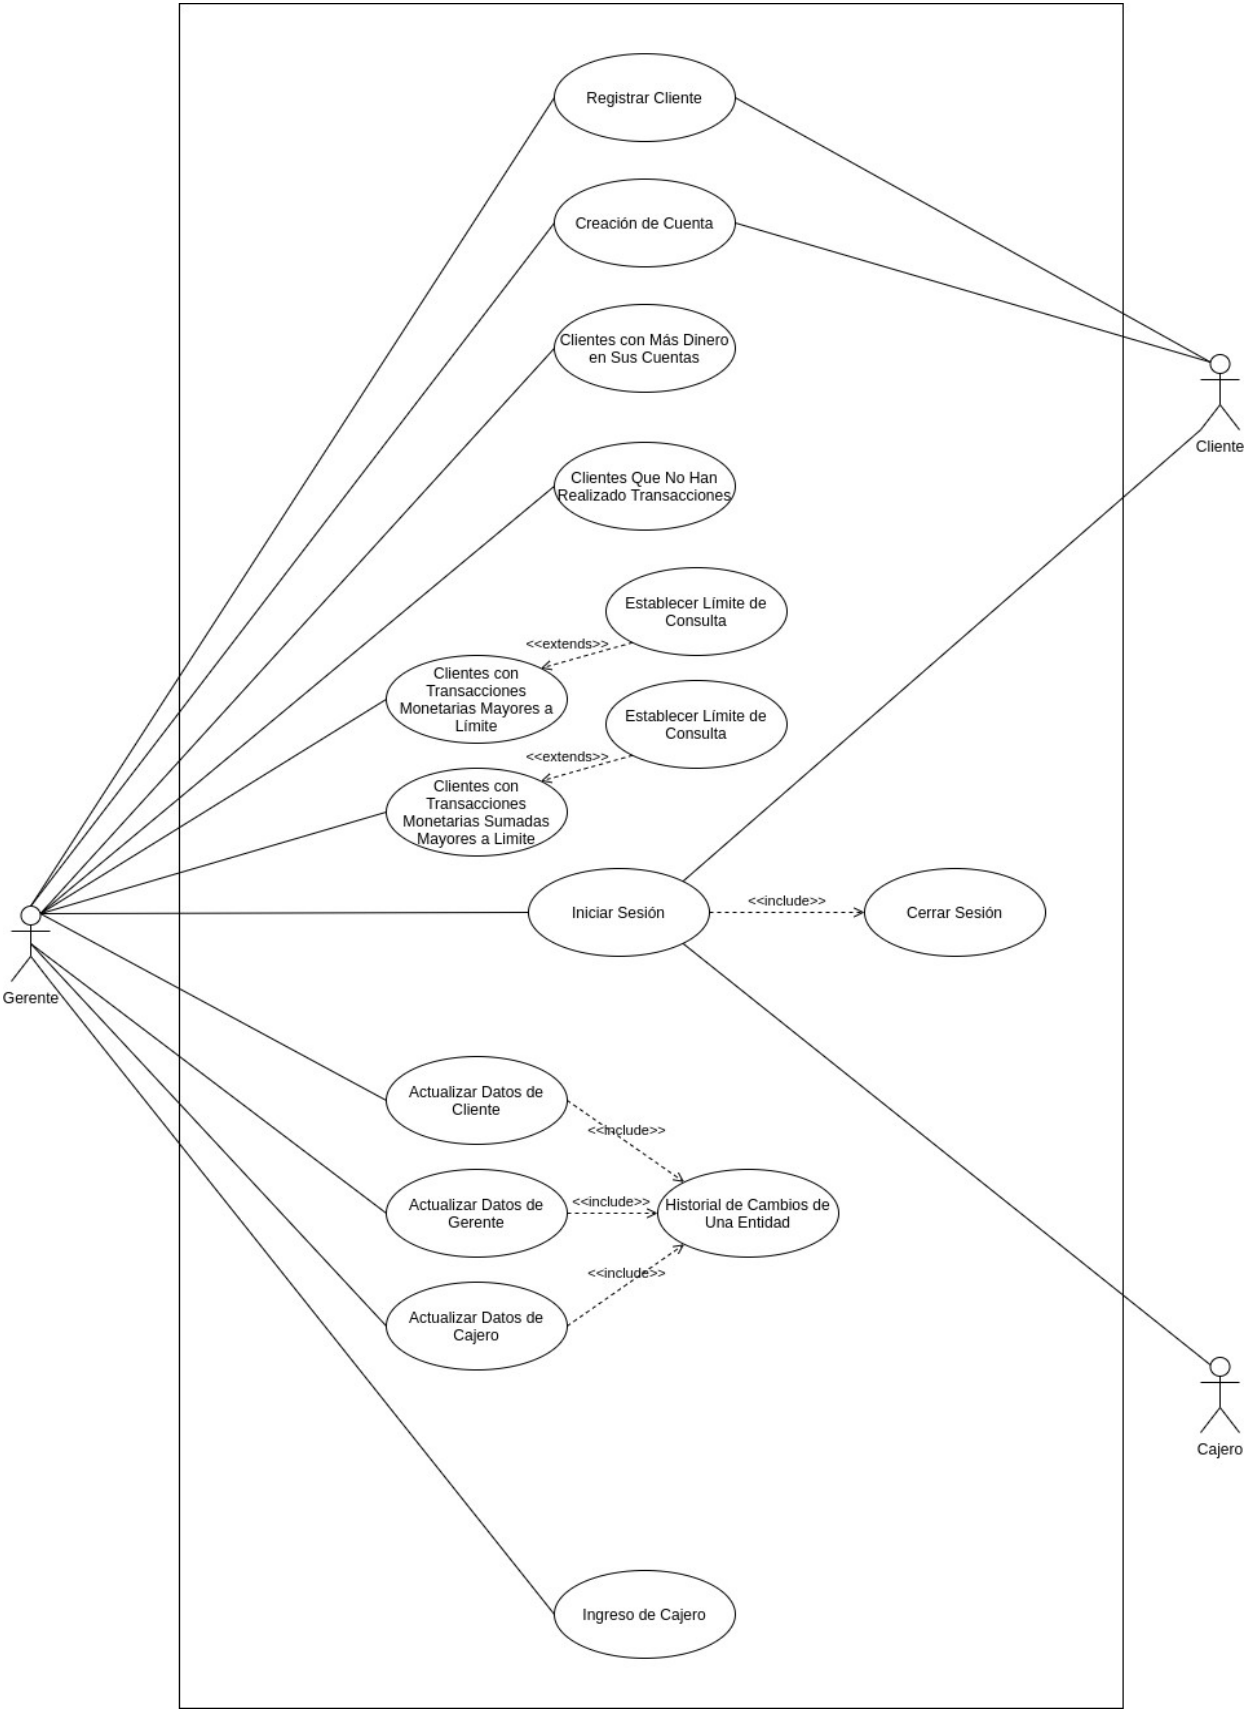 Registrar Cliente
Creación de Cuenta
Clientes con Más Dinero
en Sus Cuentas
Cliente
Clientes Que No Han
Realizado Transacciones
Establecer Límite de
Consulta
<<extends>>
Clientes con
Transacciones
Monetarias Mayores a
Límite
Establecer Límite de
Consulta
<<extends>>
Clientes con
Transacciones
Monetarias Sumadas
Mayores a Limite
Iniciar Sesión
<<include>>
Cerrar Sesión
Gerente
Actualizar Datos de
Cliente
<<include>>
Actualizar Datos de
Gerente
<<include>>
Historial de Cambios de
Una Entidad
<<include>>
Actualizar Datos de
Cajero
Cajero
Ingreso de Cajero